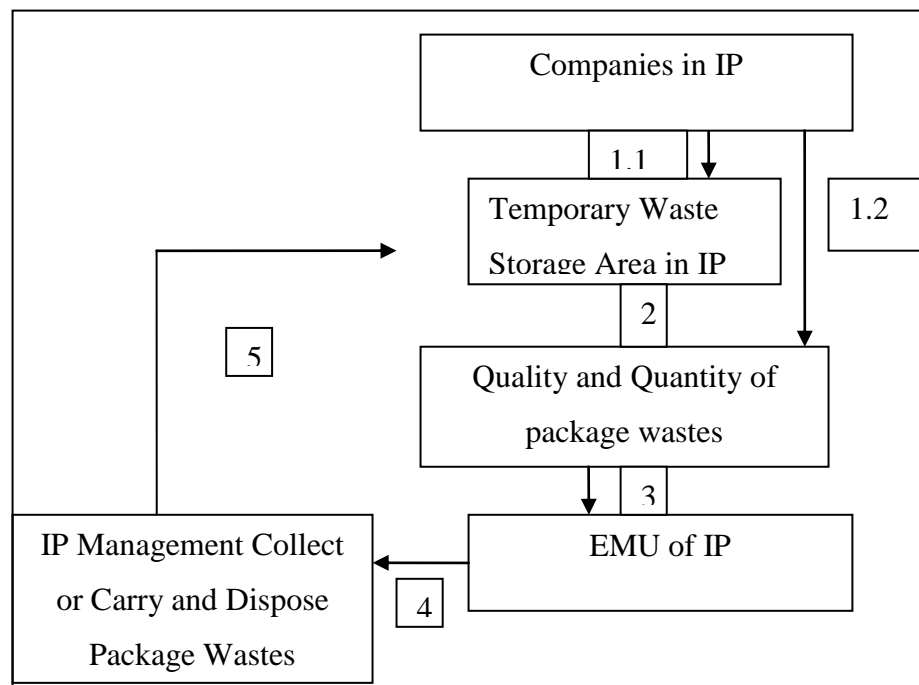 Companies in IP
1.1
Temporary Waste
Storage Area in IP
1.2
2
5
Quality and Quantity of
package wastes
3
IP Management Collect
or Carry and Dispose
Package Wastes
EMU of IP
4